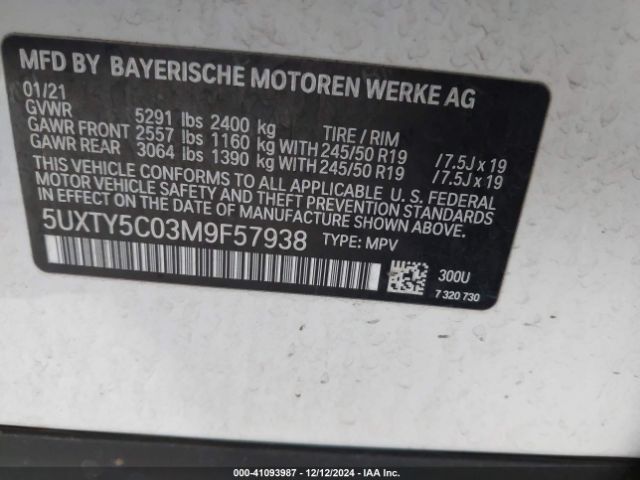 MFD BY BAYERISCHE MOTOREN WERKE AG
01/21
GVWR 5291 lbs 2400 kg TIRE / RIM
GAWR FRONT 2557 lbs 1160 kg WITH 245/50 R19 /7.5J x 19
GAWR REAR 3064 lbs 1390 kg WITH 245/50 R19 /7.5J x 19
THIS VEHICLE CONFORMS TO ALL APPLICABLE U. S. FEDERAL
MOTOR VEHICLE SAFETY AND THEFT PREVENTION STANDARDS
IN EFFECT ON THE DATE OF MANUFACTURE SHOWN ABOVE.
5UXTY5C03M9F57938 TYPE: MPV
300U
7 320 730
000-41093987 - 12/12/2024 - IAA Inc.